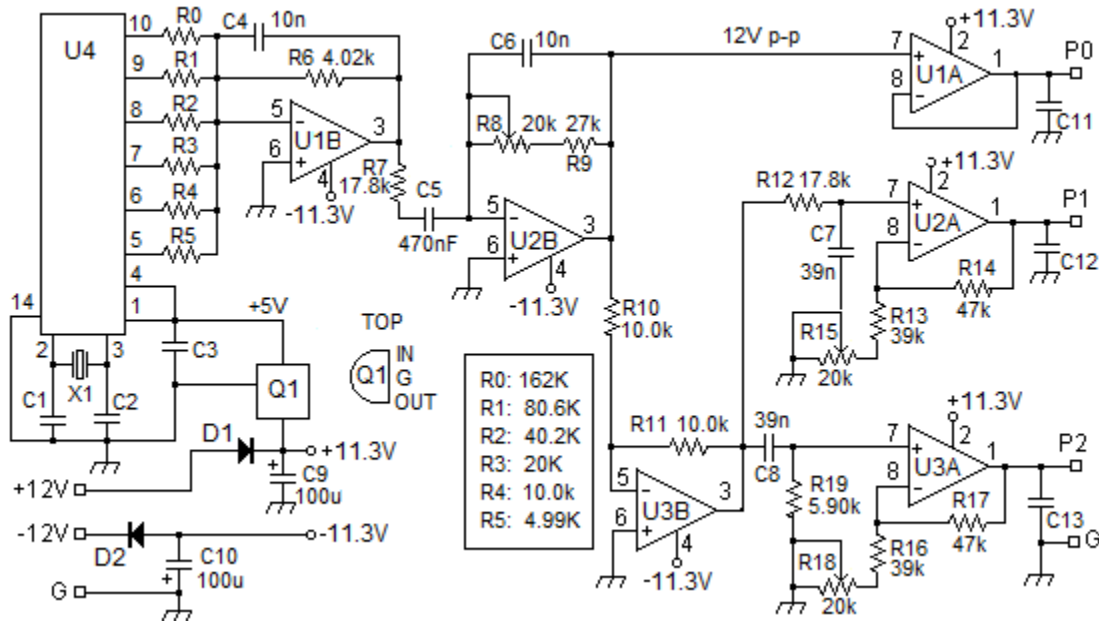 U4
10
9
8
7
6
5
4
1
14
2
3
R0
R1
R2
R3
R4
R5
C4
10n
R6 4.02k
5
6
U1B
3
4
-11.3V
R7
17.8k
C5
470nF
C6
10n
R8
20k
27k
R9
5
6
U2B
3
4
-11.3V
12V p-p
+11.3V
7
8
2
1
U1A
P0
C11
R12 17.8k
+11.3V
7
8
2
1
U2A
P1
C7
39n
C12
R14
47k
R13
39k
R15
20k
R10
10.0k
+5V
C3
X1
C1
C2
Q1
TOP
Q1
IN
G
OUT
R0: 162K
R1: 80.6K
R2: 40.2K
R3: 20K
R4: 10.0k
R5: 4.99K
R11 10.0k
39n
C8
5
6
U3B
3
4
-11.3V
+11.3V
7
8
2
1
U3A
P2
R19
5.90k
R17
47k
C13
G
R16
39k
R18
20k
D1
+12V
+11.3V
+
C9
100u
-12V
D2
-11.3V
C10
+
100u
G